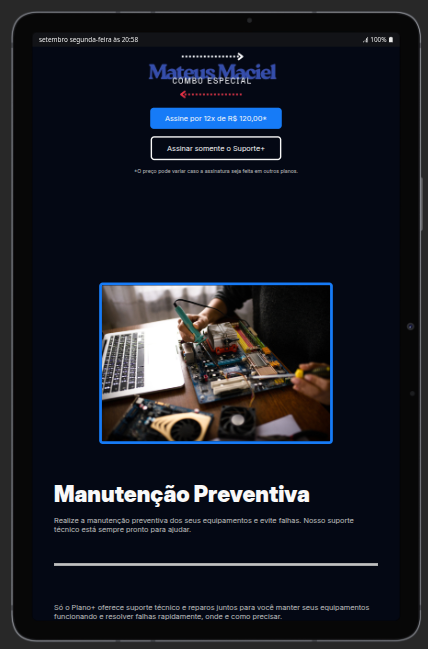 setembro segunda-feira às 20:58
100%
Mateus Maciel
COMBO ESPECIAL
Assine por 12x de R$ 120,00*
Assinar somente o Suporte+
*O preço pode variar caso a assinatura seja feita em outros planos.
Manutenção Preventiva
Realize a manutenção preventiva dos seus equipamentos e evite falhas. Nosso suporte
técnico está sempre pronto para ajudar.
Só o Plano+ oferece suporte técnico e reparos juntos para você manter seus equipamentos
funcionando e resolver falhas rapidamente, onde e como precisar.